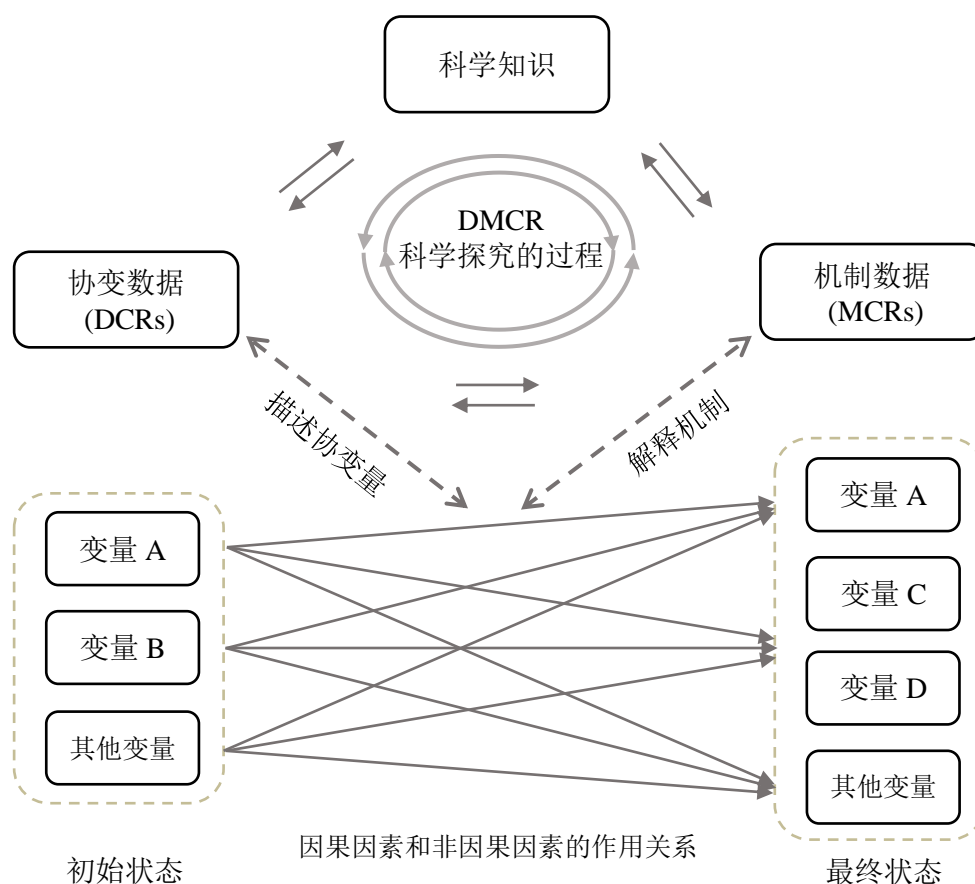 科学知识
DMCR
科学探究的过程
协变数据
(DCRs)
机制数据
(MCRs)
描述协变量
解释机制
变量 A
变量 B
其他变量
变量 A
变量 C
变量 D
其他变量
因果因素和非因果因素的作用关系
初始状态
最终状态